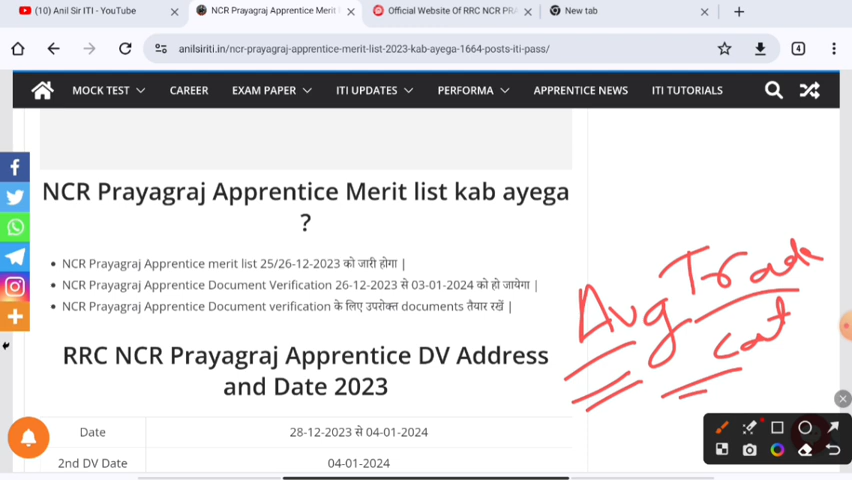 (10) Anil Sir ITI - YouTube
NCR Prayagraj Apprentice Merit
Official Website Of RRC NCR PRA
New tab
anilsiriti.in/ncr-prayagraj-apprentice-merit-list-2023-kab-ayega-1664-posts-iti-pass/
4
MOCK TEST CAREER EXAM PAPER ITI UPDATES PERFORMA APPRENTICE NEWS ITI TUTORIALS
NCR Prayagraj Apprentice Merit list kab ayega
?
NCR Prayagraj Apprentice merit list 25/26-12-2023 को जारी होगा |
NCR Prayagraj Apprentice Document Verification 26-12-2023 से 03-01-2024 को हो जायेगा |
NCR Prayagraj Apprentice Document verification के लिए उपरोक्त documents तैयार रखें |
Avg Trade
cat
RRC NCR Prayagraj Apprentice DV Address
and Date 2023
Date 28-12-2023 से 04-01-2024
2nd DV Date 04-01-2024